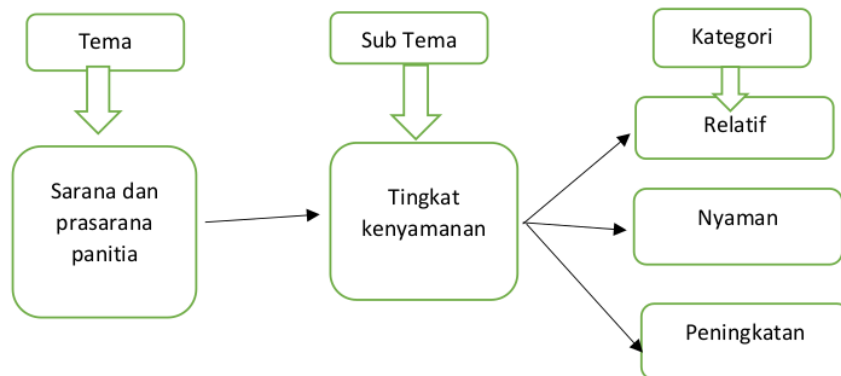 Tema
Sub Tema
Kategori
Sarana dan
prasarana
panitia
Tingkat
kenyamanan
Relatif
Nyaman
Peningkatan